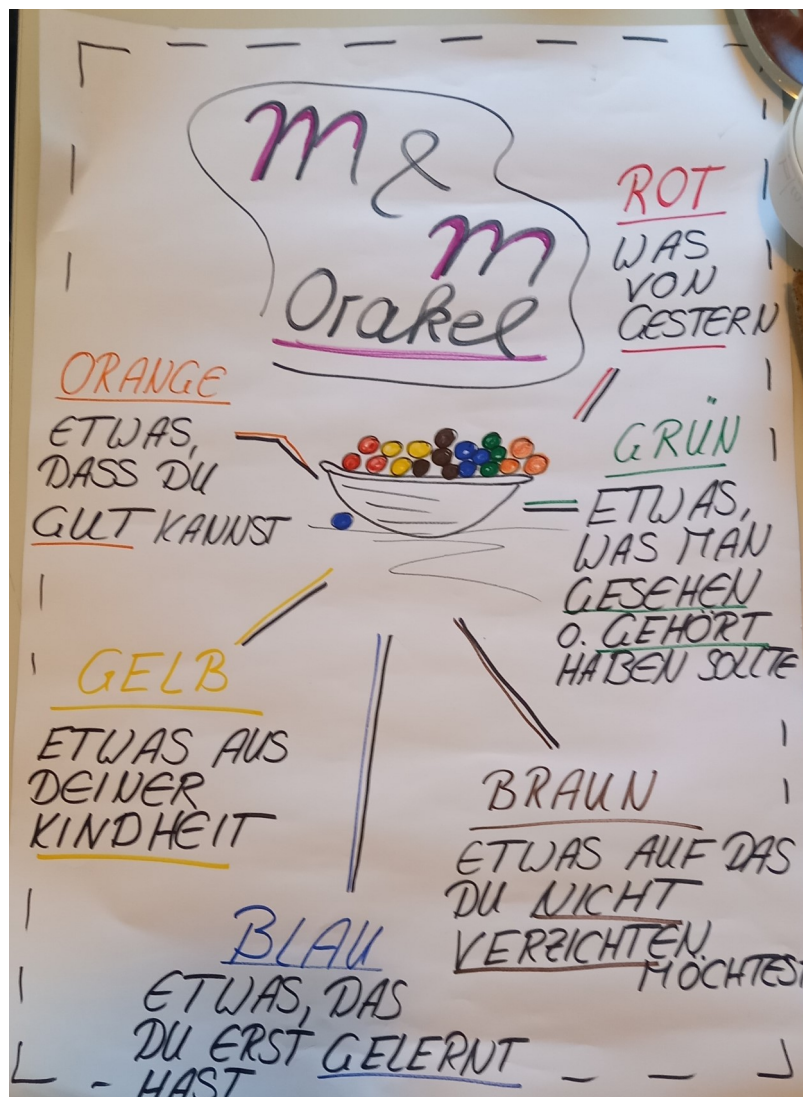 m &
m
Orakel
ROT
WAS
VON
GESTERN
ORANGE
ETWAS,
DASS DU
GUT KANNST
GRÜN
ETWAS,
WAS MAN
GESEHEN
O. GEHÖRT
HABEN SOLLTE
GELB
ETWAS AUS
DEINER
KINDHEIT
BRAUN
ETWAS AUF DAS
DU NICHT
VERZICHTEN
MÖCHTEST
BLAU
ETWAS, DAS
DU ERST GELERNT
HAST